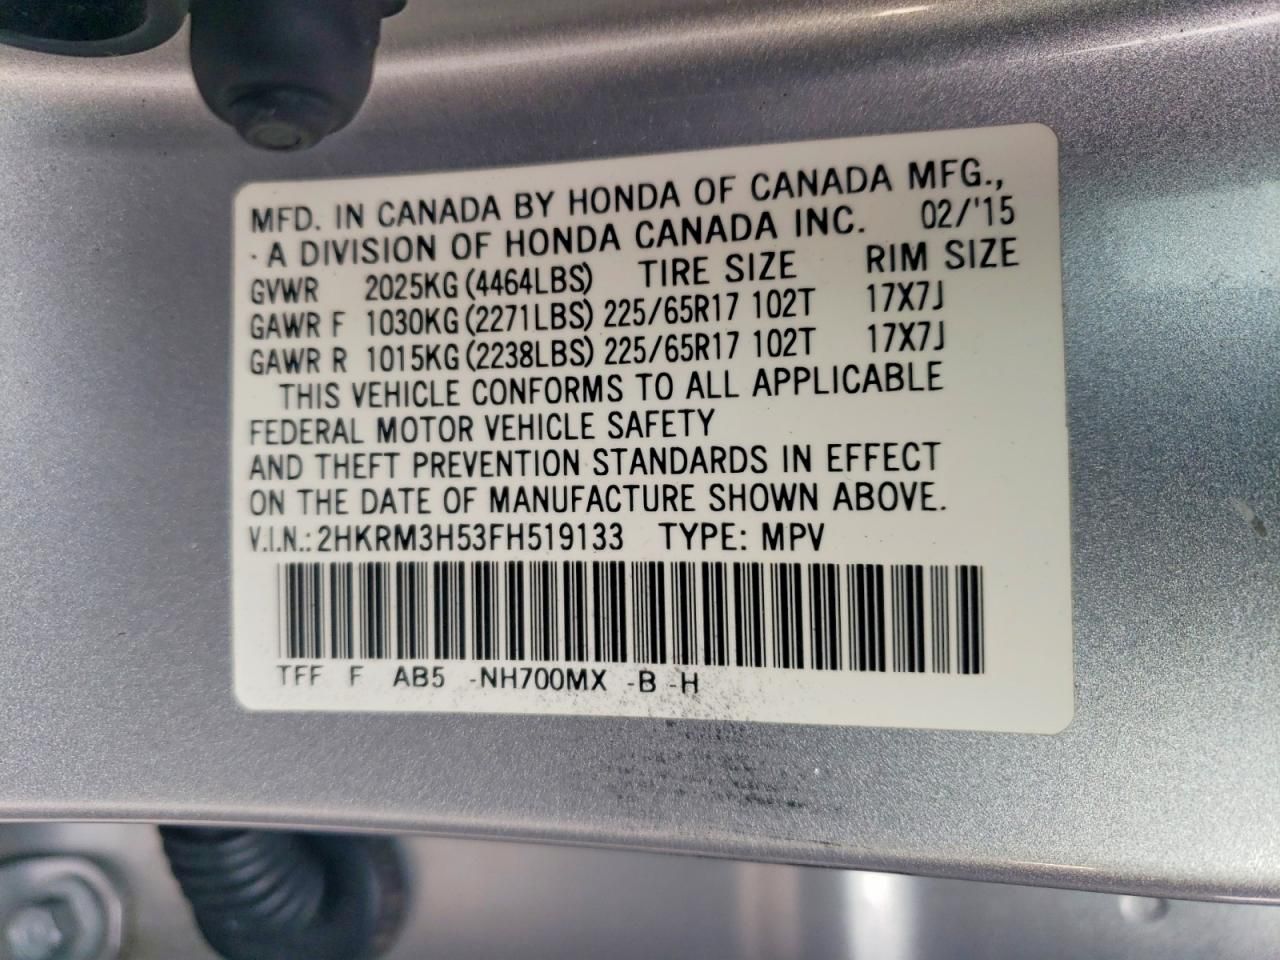 MFD. IN CANADA BY HONDA OF CANADA MFG.,
· A DIVISION OF HONDA CANADA INC. 02/'15
GVWR 2025KG (4464LBS) TIRE SIZE RIM SIZE
GAWR F 1030KG (2271LBS) 225/65R17 102T 17X7J
GAWR R 1015KG (2238LBS) 225/65R17 102T 17X7J
THIS VEHICLE CONFORMS TO ALL APPLICABLE
FEDERAL MOTOR VEHICLE SAFETY
AND THEFT PREVENTION STANDARDS IN EFFECT
ON THE DATE OF MANUFACTURE SHOWN ABOVE.
V.I.N.: 2HKRM3H53FH519133 TYPE: MPV
TFF F AB5 -NH700MX -B -H